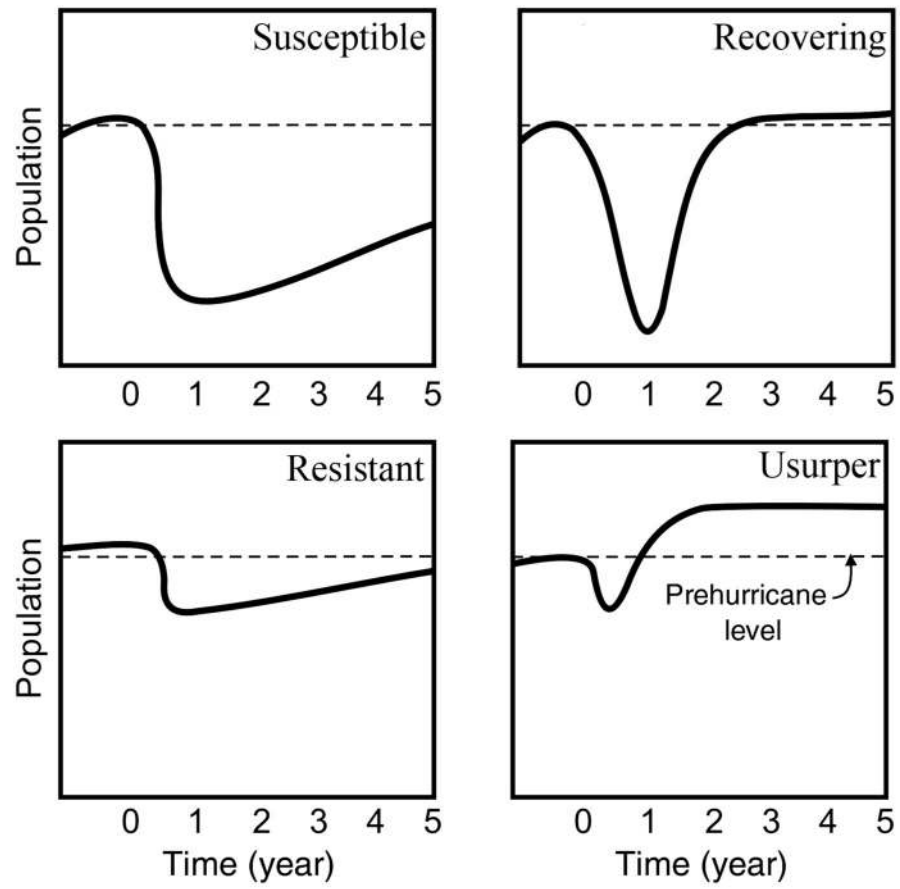 Susceptible
Population
0 1 2 3 4 5
Recovering
0 1 2 3 4 5
Resistant
Population
0 1 2 3 4 5
Time (year)
Usurper
Prehurricane
level
0 1 2 3 4 5
Time (year)